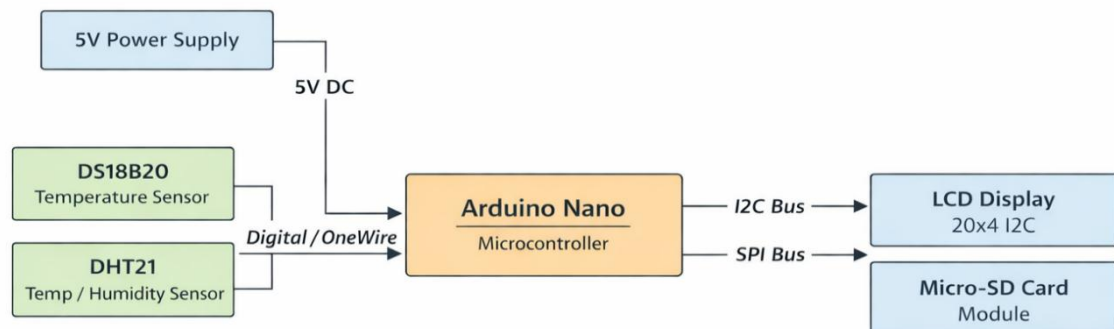 5V Power Supply
5V DC
DS18B20
Temperature Sensor
Digital / OneWire
DHT21
Temp / Humidity Sensor
Arduino Nano
Microcontroller
I2C Bus
SPI Bus
LCD Display
20x4 I2C
Micro-SD Card
Module